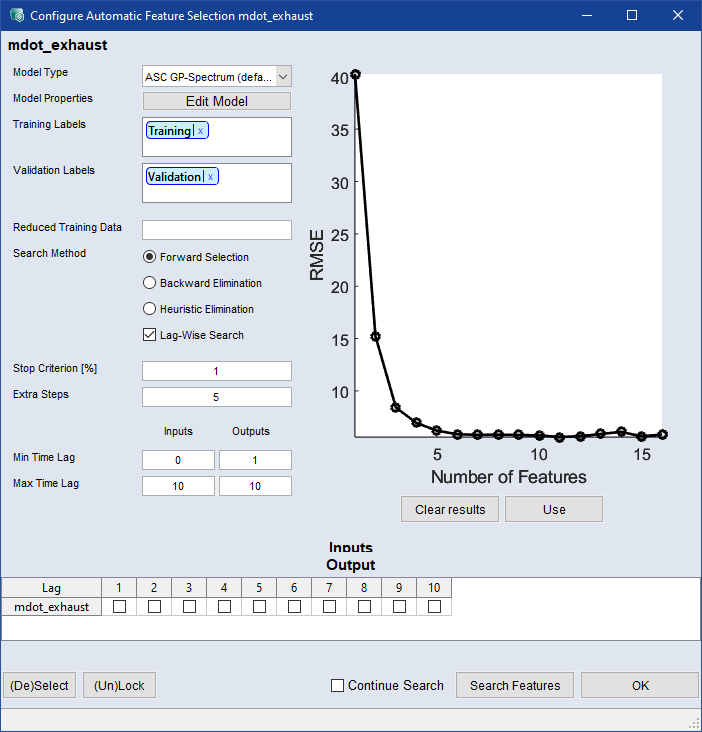 Configure Automatic Feature Selection mdot_exhaust
mdot_exhaust
Model Type
ASC GP-Spectrum (defa...
Model Properties
Edit Model
Training Labels
Training x
Validation Labels
Validation x
Reduced Training Data
Search Method
Forward Selection
Backward Elimination
Heuristic Elimination
Lag-Wise Search
Stop Criterion [%]
1
Extra Steps
5
Inputs Outputs
Min Time Lag
0 1
Max Time Lag
10 10
40
35
30
25
20
15
10
RMSE
5 10 15
Number of Features
Clear results
Use
Inputs
Output
Lag 1 2 3 4 5 6 7 8 9 10
mdot_exhaust
(De)Select
(Un)Lock
Continue Search
Search Features
OK